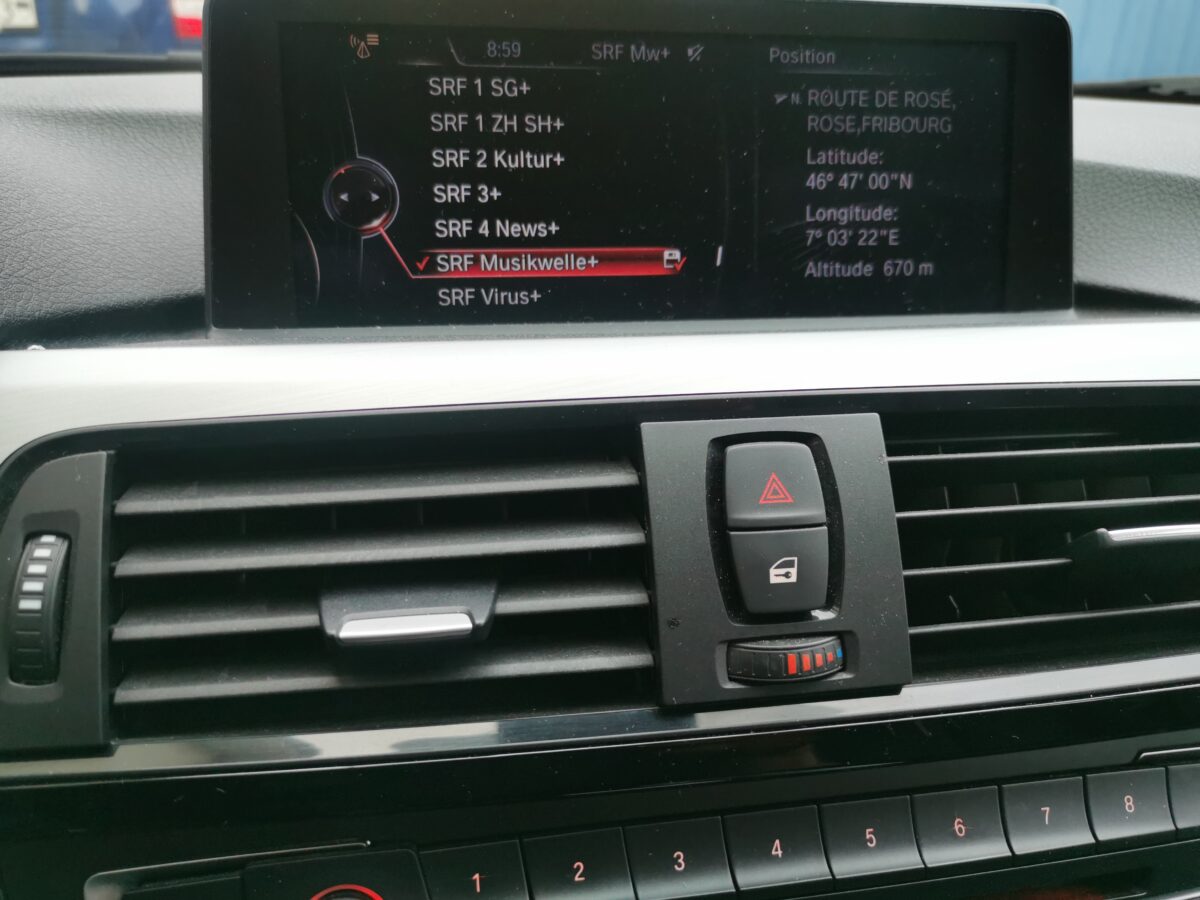 8:59
SRF Mw+
SRF 1 SG+
SRF 1 ZH SH+
SRF 2 Kultur+
SRF 3+
SRF 4 News+
SRF Musikwelle+
SRF Virus+
Position
N. ROUTE DE ROSÉ,
ROSE,FRIBOURG
Latitude:
46° 47' 00"N
Longitude:
7° 03' 22"E
Altitude 670 m
1 2 3 4 5 6 7 8